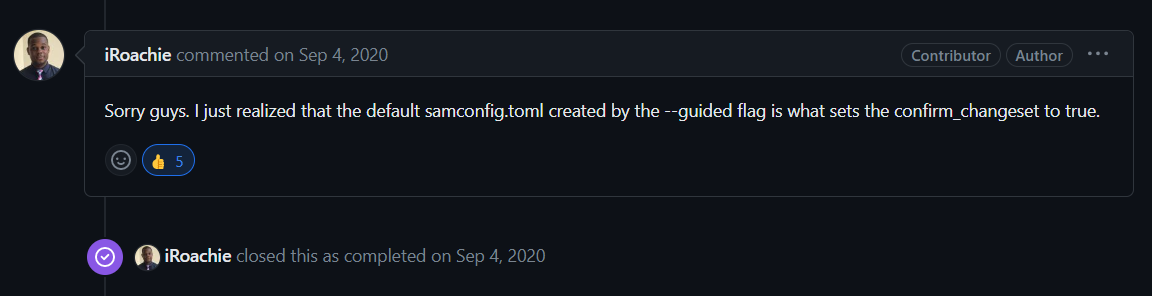 iRoachie commented on Sep 4, 2020 Contributor Author
Sorry guys. I just realized that the default samconfig.toml created by the --guided flag is what sets the confirm_changeset to true.
👍 5
iRoachie closed this as completed on Sep 4, 2020